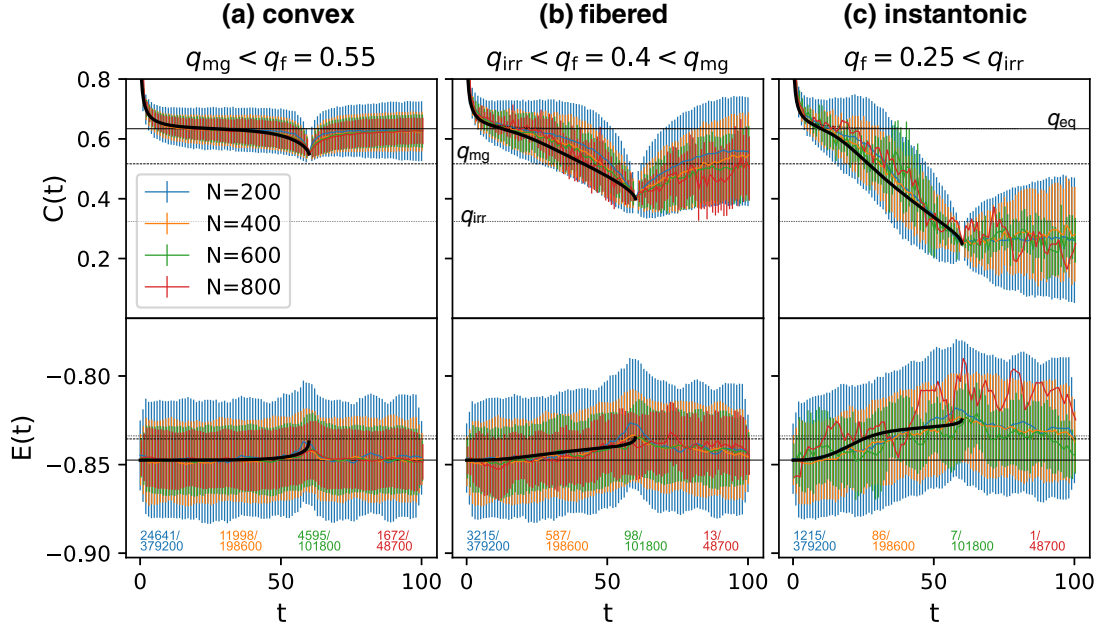 (a) convex
(b) fibered
(c) instantonic
q_mg < q_f = 0.55
q_irr < q_f = 0.4 < q_mg
q_f = 0.25 < q_irr
0.8
0.6
0.4
0.2
C(t)
N=200
N=400
N=600
N=800
q_mg
q_irr
q_eq
−0.80
−0.85
−0.90
E(t)
24641/
379200
11998/
198600
4595/
101800
1672/
48700
3215/
379200
587/
198600
98/
101800
13/
48700
1215/
379200
86/
198600
7/
101800
1/
48700
0
50
100
0
50
100
0
50
100
t
t
t